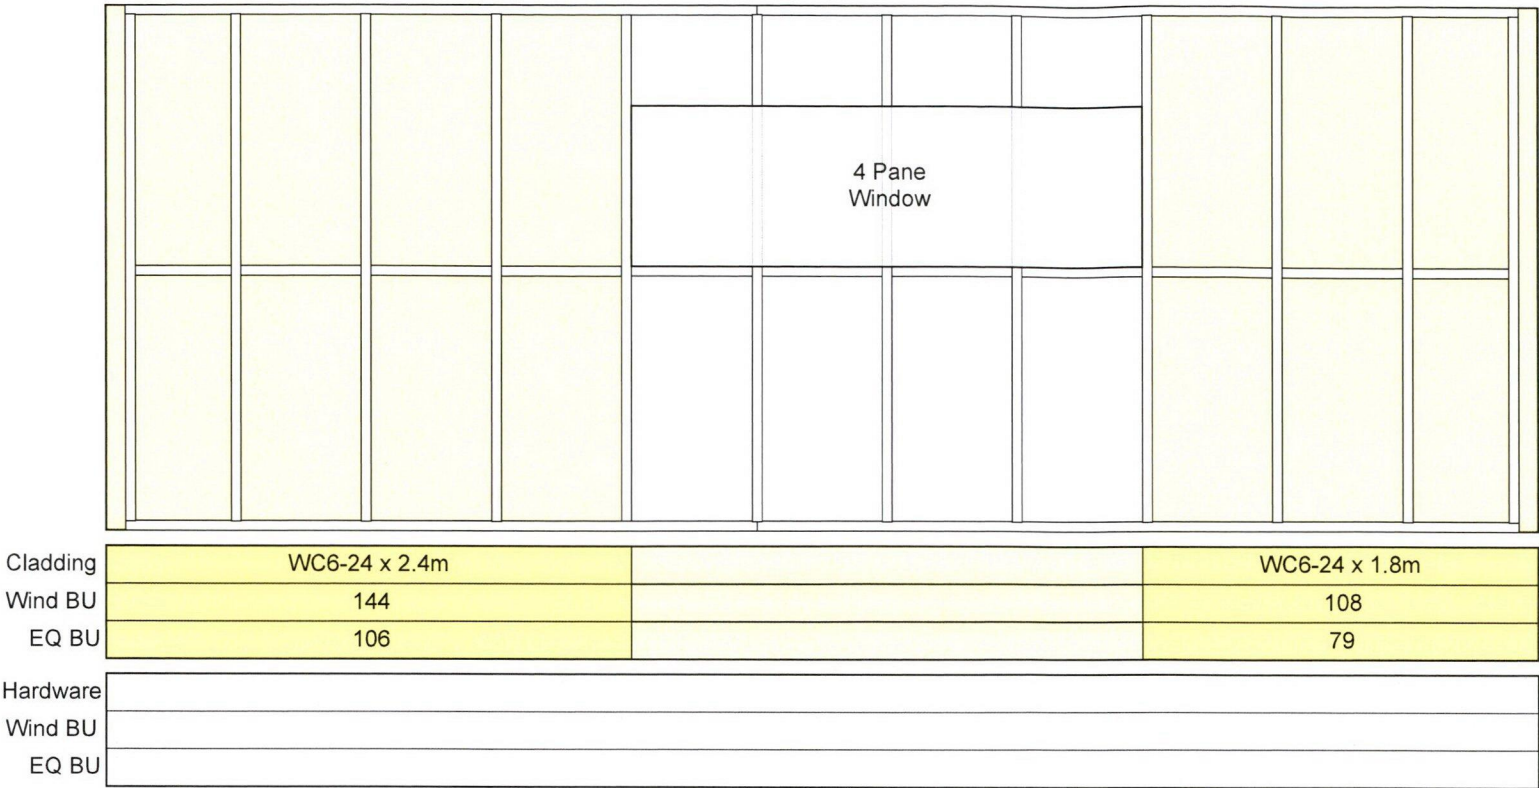 4 Pane
Window
Cladding WC6-24 x 2.4m WC6-24 x 1.8m
Wind BU 144 108
EQ BU 106 79
Hardware
Wind BU
EQ BU